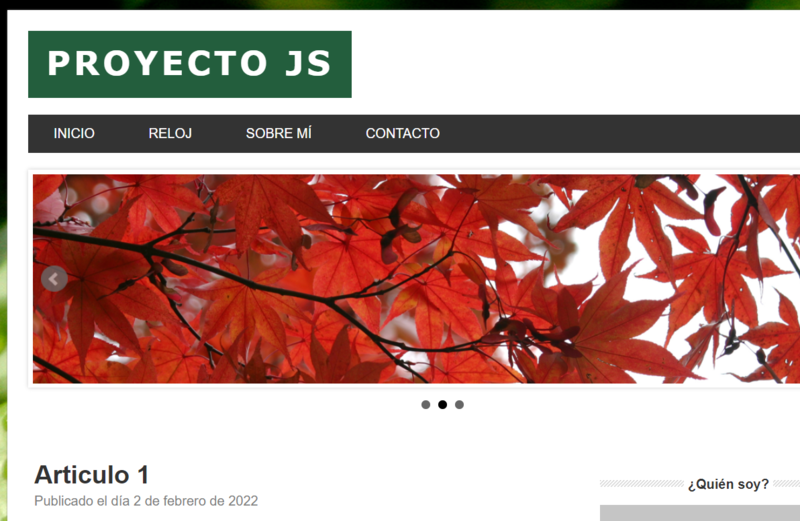 PROYECTO JS
INICIO RELOJ SOBRE MÍ CONTACTO
Articulo 1
Publicado el día 2 de febrero de 2022
¿Quién soy?